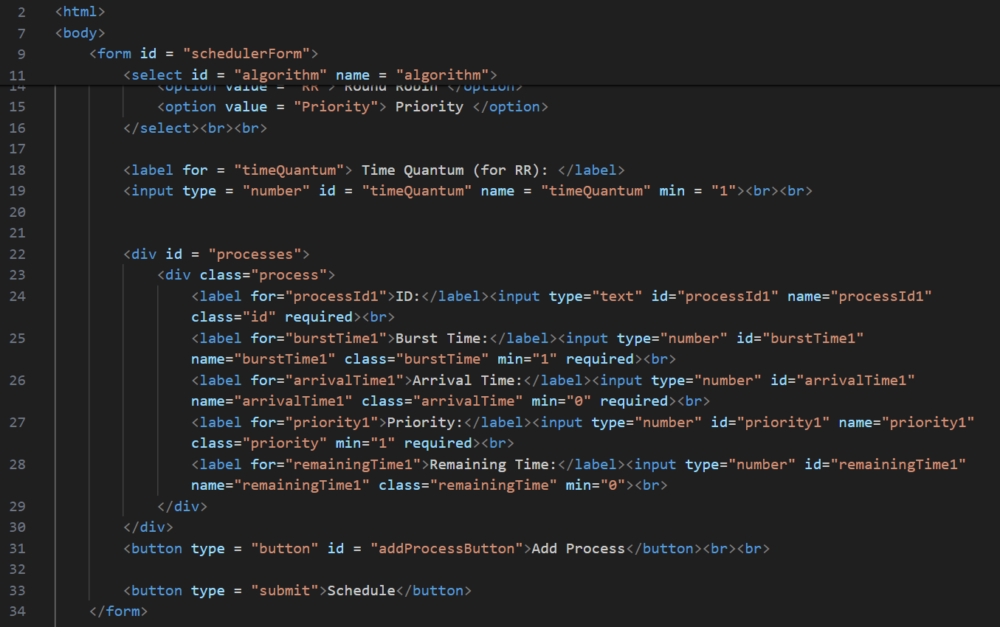 2 <html>
7 <body>
9 <form id = "schedulerForm">
11 <select id = "algorithm" name = "algorithm">
14 <option value = "RR"> Round Robin </option>
15 <option value = "Priority"> Priority </option>
16 </select><br><br>
17
18 <label for = "timeQuantum"> Time Quantum (for RR): </label>
19 <input type = "number" id = "timeQuantum" name = "timeQuantum" min = "1"><br><br>
20
21
22 <div id = "processes">
23 <div class="process">
24 <label for="processId1">ID:</label><input type="text" id="processId1" name="processId1"
class="id" required><br>
25 <label for="burstTime1">Burst Time:</label><input type="number" id="burstTime1"
name="burstTime1" class="burstTime" min="1" required><br>
26 <label for="arrivalTime1">Arrival Time:</label><input type="number" id="arrivalTime1"
name="arrivalTime1" class="arrivalTime" min="0" required><br>
27 <label for="priority1">Priority:</label><input type="number" id="priority1" name="priority1"
class="priority" min="1" required><br>
28 <label for="remainingTime1">Remaining Time:</label><input type="number" id="remainingTime1"
name="remainingTime1" class="remainingTime" min="0"><br>
29 </div>
30 </div>
31 <button type = "button" id = "addProcessButton">Add Process</button><br><br>
32
33 <button type = "submit">Schedule</button>
34 </form>